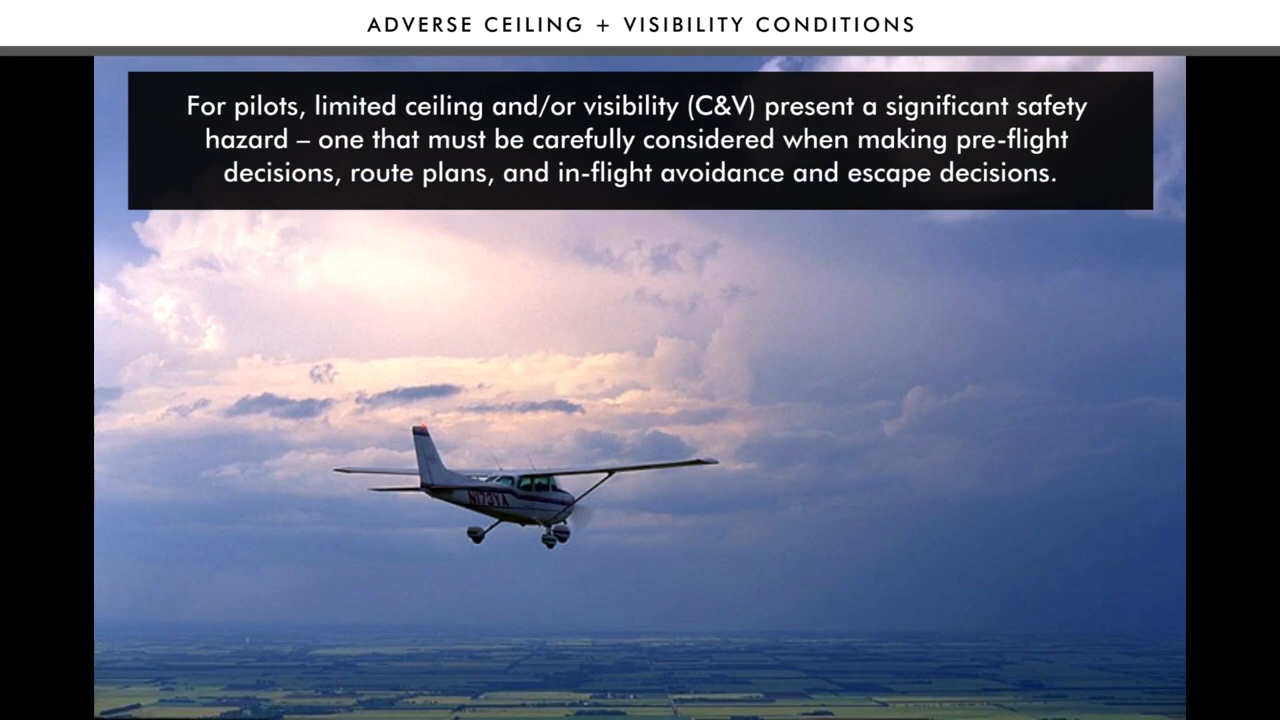 ADVERSE CEILING + VISIBILITY CONDITIONS
For pilots, limited ceiling and/or visibility (C&V) present a significant safety
hazard – one that must be carefully considered when making pre-flight
decisions, route plans, and in-flight avoidance and escape decisions.